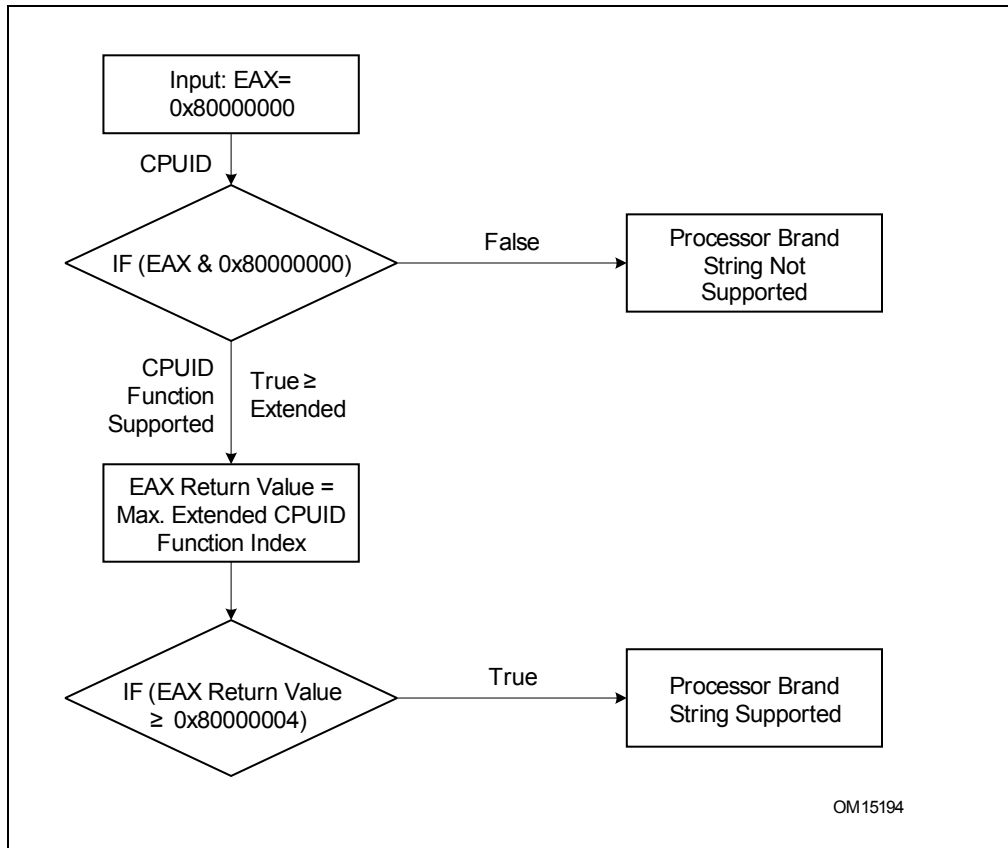 Input: EAX=
0x80000000
CPUID
IF (EAX & 0x80000000)
False
Processor Brand
String Not
Supported
CPUID
Function
Supported
True ≥
Extended
EAX Return Value =
Max. Extended CPUID
Function Index
IF (EAX Return Value
≥ 0x80000004)
True
Processor Brand
String Supported
OM15194